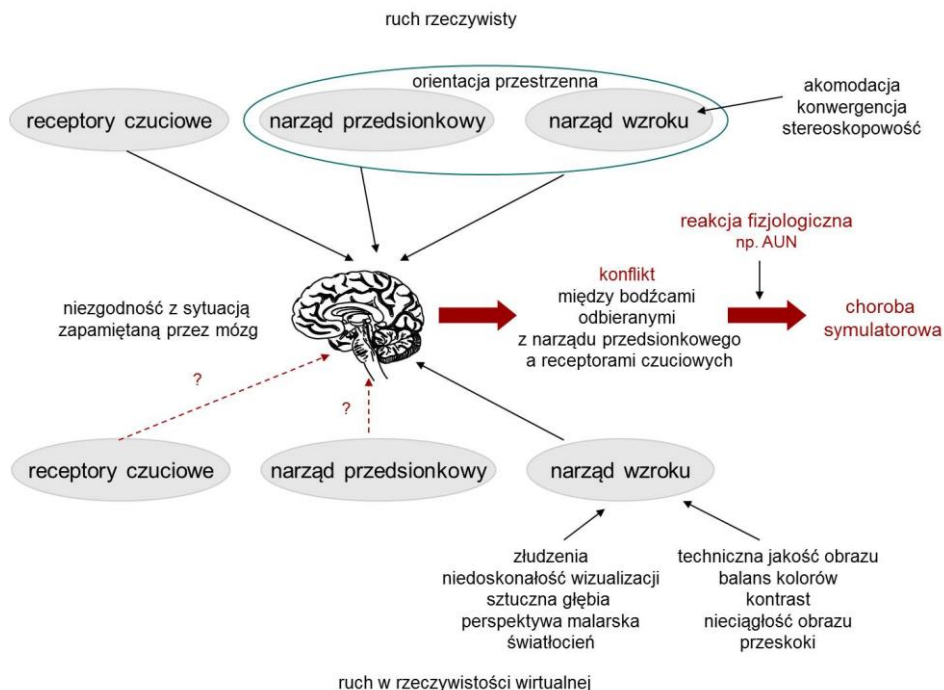 ruch rzeczywisty
orientacja przestrzenna
receptory czuciowe
narząd przedsionkowy
narząd wzroku
akomodacja
konwergencja
stereoskopowość
reakcja fizjologiczna
np. AUN
niezgodność z sytuacją
zapamiętaną przez mózg
konflikt
między bodźcami
odbieranymi
z narządu przedsionkowego
a receptorami czuciowych
choroba
symulatorowa
?
?
receptory czuciowe
narząd przedsionkowy
narząd wzroku
złudzenia
niedoskonałość wizualizacji
sztuczna głębia
perspektywa malarska
światłocień
techniczna jakość obrazu
balans kolorów
kontrast
nieciągłość obrazu
przeskoki
ruch w rzeczywistości wirtualnej